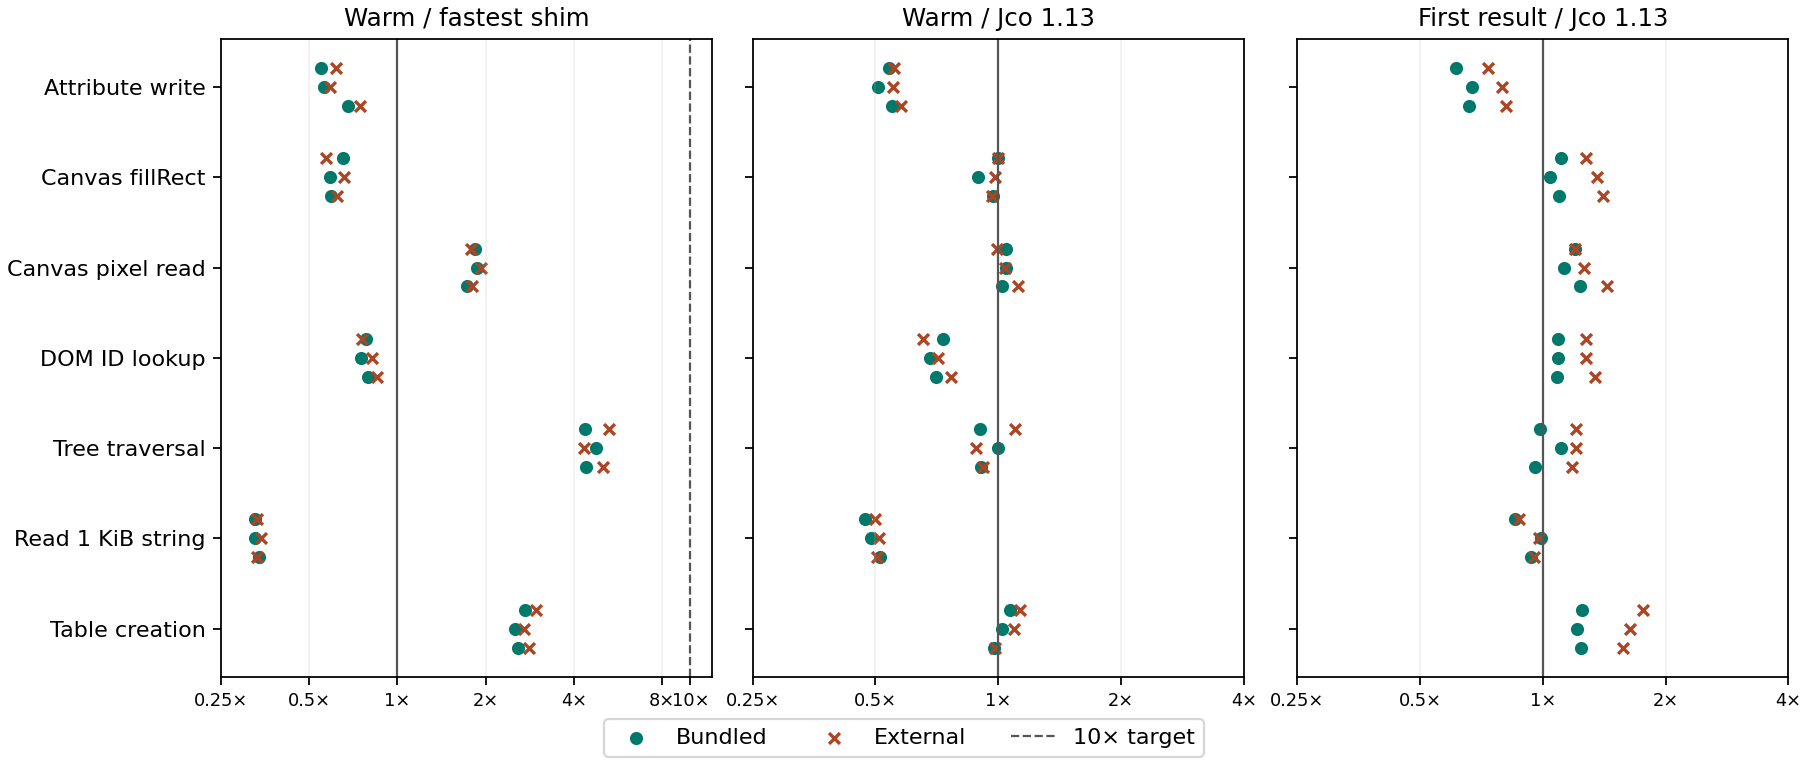 Warm / fastest shim
Warm / Jco 1.13
First result / Jco 1.13
Attribute write
Canvas fillRect
Canvas pixel read
DOM ID lookup
Tree traversal
Read 1 KiB string
Table creation
0.25× 0.5× 1× 2× 4× 8× 10×
0.25× 0.5× 1× 2× 4×
0.25× 0.5× 1× 2× 4×
Bundled External 10× target